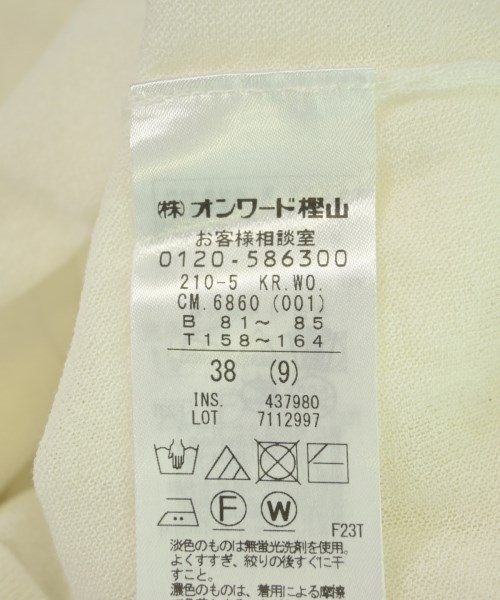 ㈱ オンワード樫山
お客様相談室
0120-586300
210-5 KR.WO.
CM.6860 (001)
B 81〜 85
T 158〜164
38 (9)
INS. 437980
LOT 7112997
F W
F23T
淡色のものは無蛍光洗剤を使用。
よくすすぎ、絞りの後すぐに干
すこと。
濃色のものは、着用による摩擦